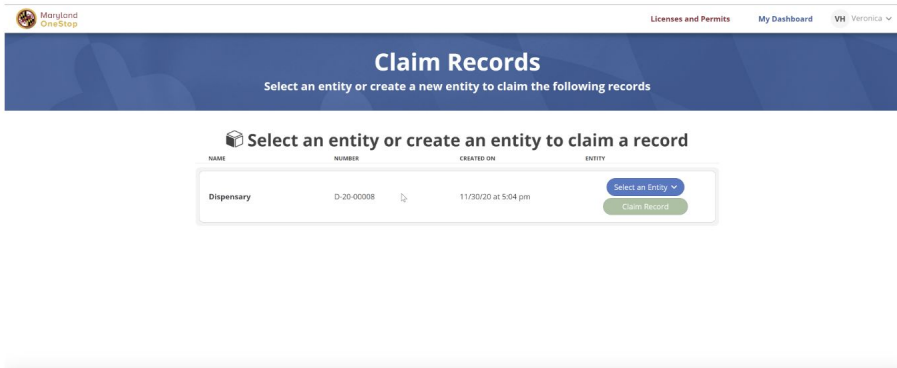 Maryland
OneStop
Licenses and Permits My Dashboard VH Veronica
Claim Records
Select an entity or create a new entity to claim the following records
Select an entity or create an entity to claim a record
NAME NUMBER CREATED ON ENTITY
Select an Entity
Dispensary D-20-00008 11/30/20 at 5:04 pm
Claim Record